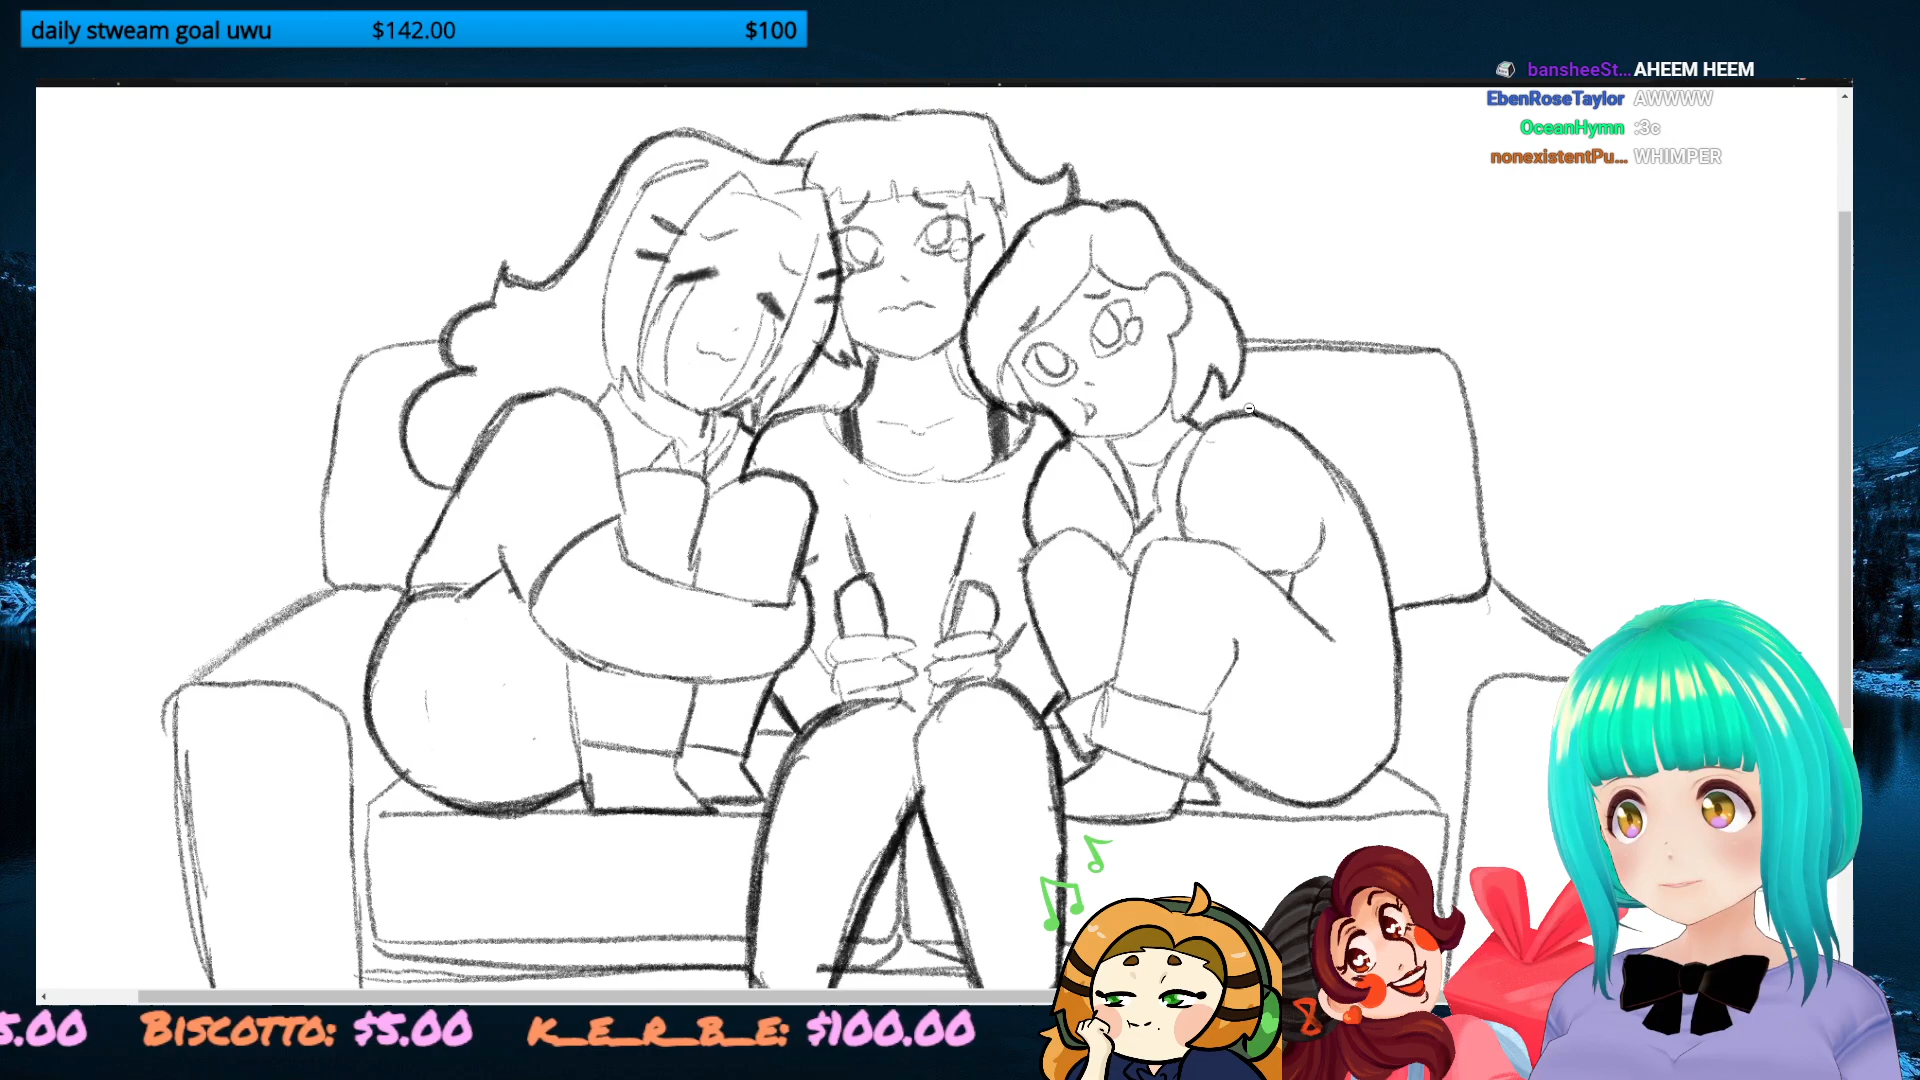 daily stweam goal uwu $142.00 $100
bansheeSt... AHEEM HEEM
EbenRoseTaylor AWWWW
OceanHymn :3c
nonexistentPu... WHIMPER
5.00 Biscotto: $5.00 K_E_R_B_E: $100.00